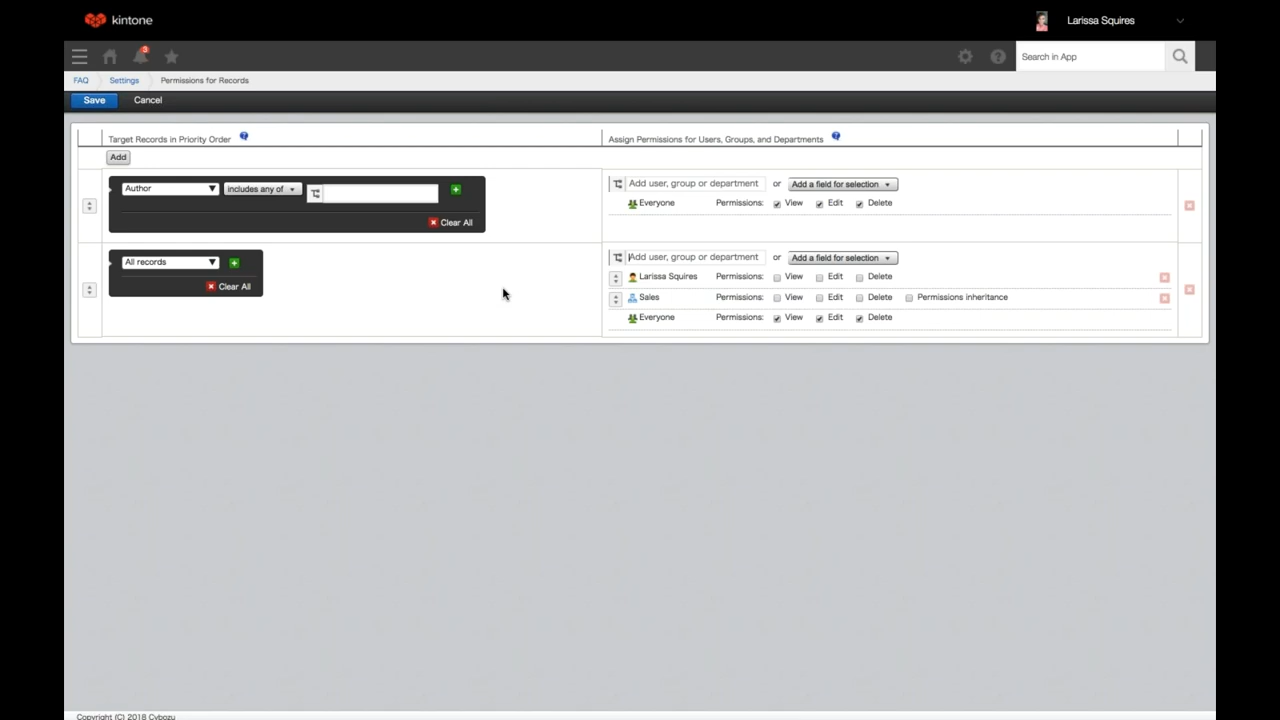 kintone
Larissa Squires
3
Search in App
FAQ Settings Permissions for Records
Save Cancel
Target Records in Priority Order ? Assign Permissions for Users, Groups, and Departments ?
Add
Author includes any of
Clear All
Add user, group or department or Add a field for selection
Everyone Permissions: View Edit Delete
All records
Clear All
Add user, group or department or Add a field for selection
Larissa Squires Permissions: View Edit Delete
Sales Permissions: View Edit Delete Permissions inheritance
Everyone Permissions: View Edit Delete
Copyright (C) 2018 Cybozu